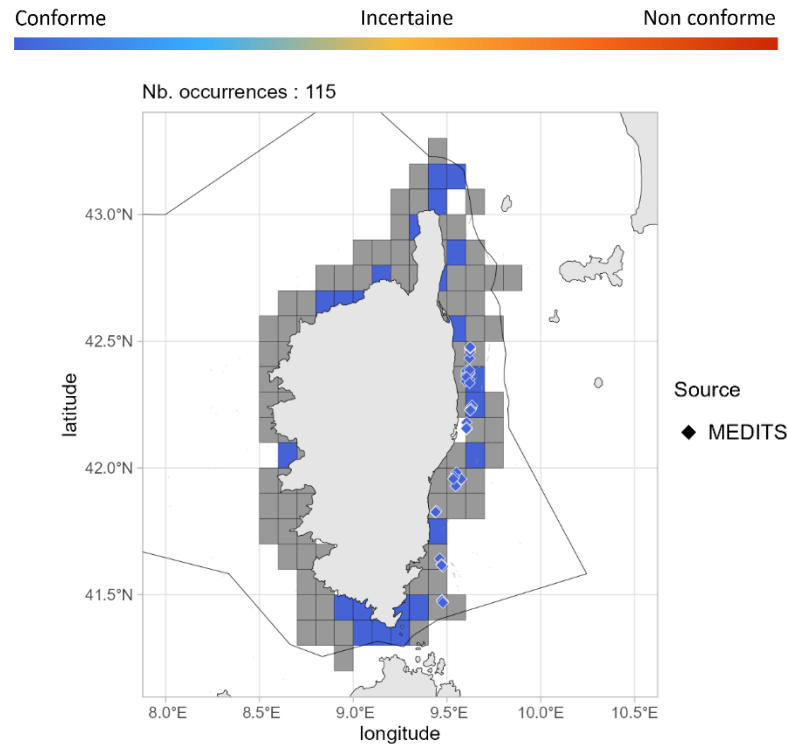 Conforme Incertaine Non conforme
Nb. occurrences : 115
43.0°N
42.5°N
42.0°N
41.5°N
latitude
8.0°E 8.5°E 9.0°E 9.5°E 10.0°E 10.5°E
longitude
Source
MEDITS